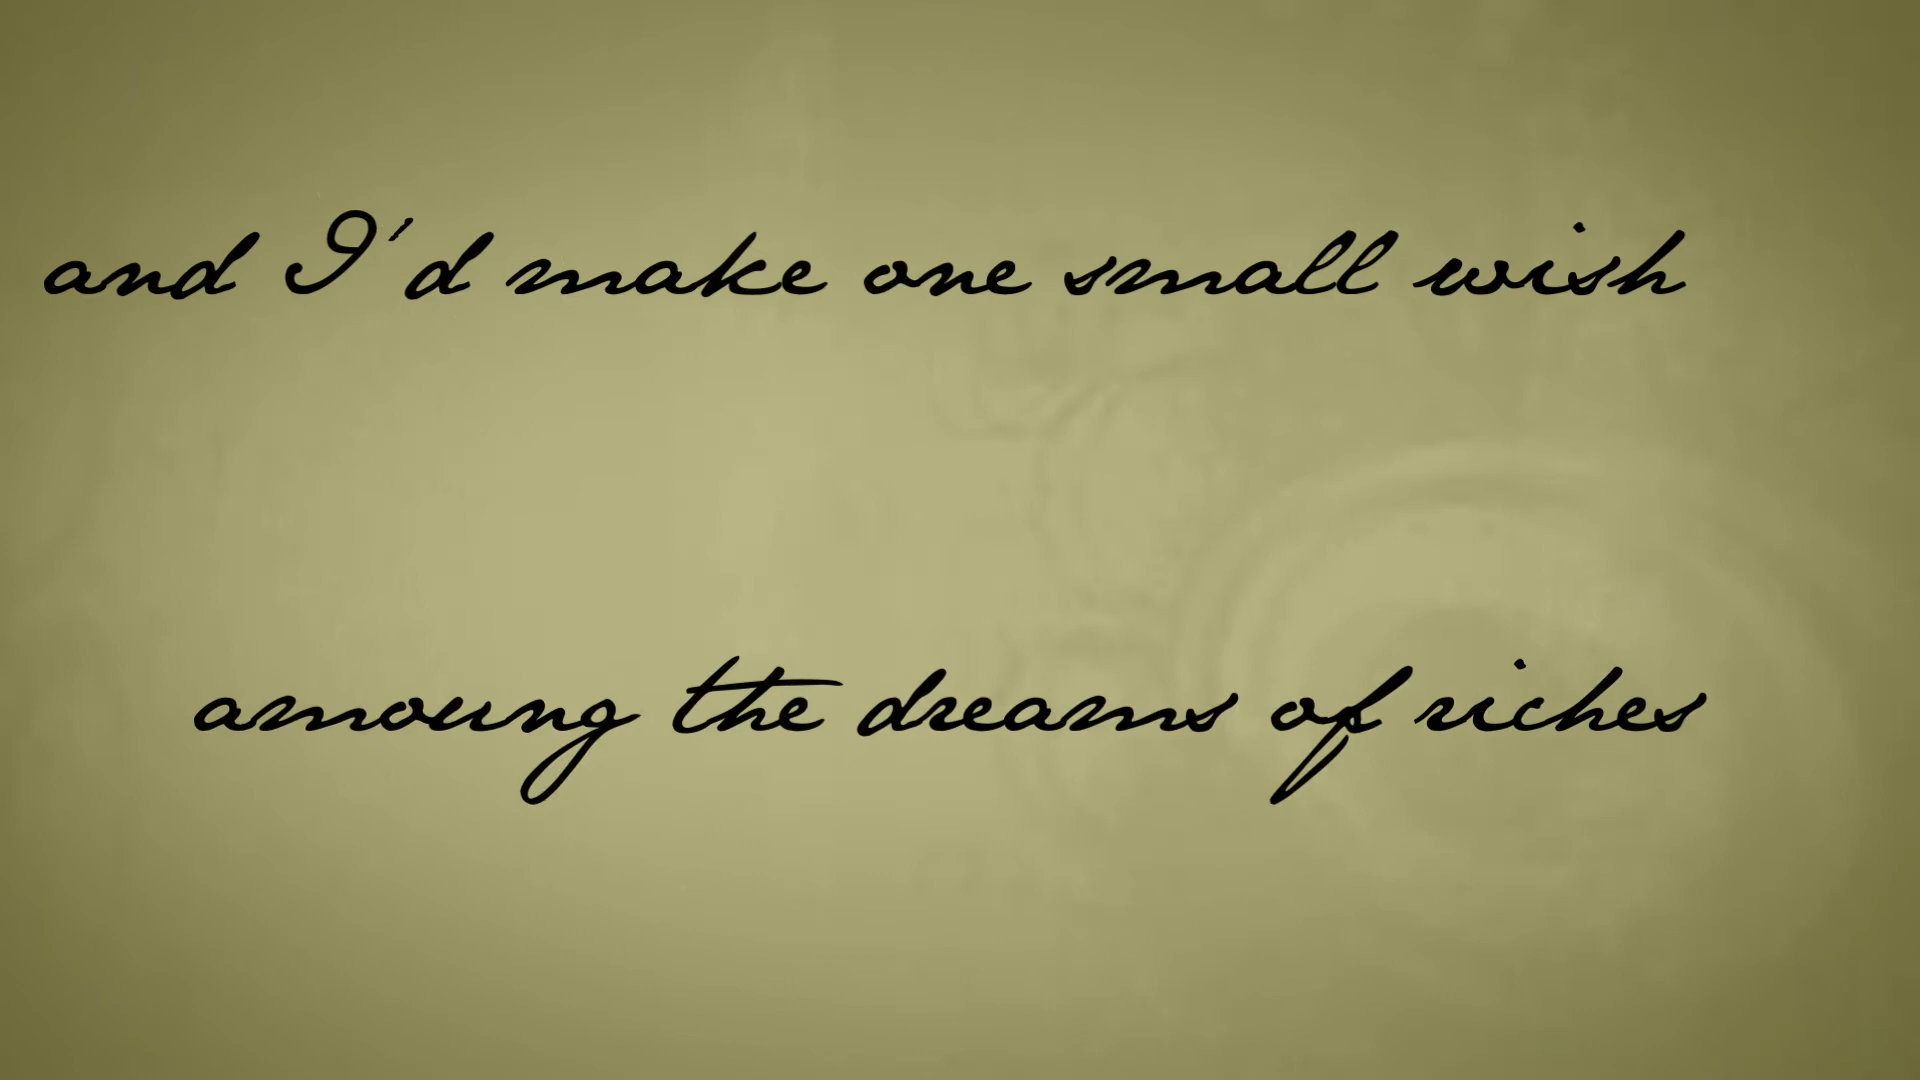 and I'd make one small wish
amoung the dreams of riches